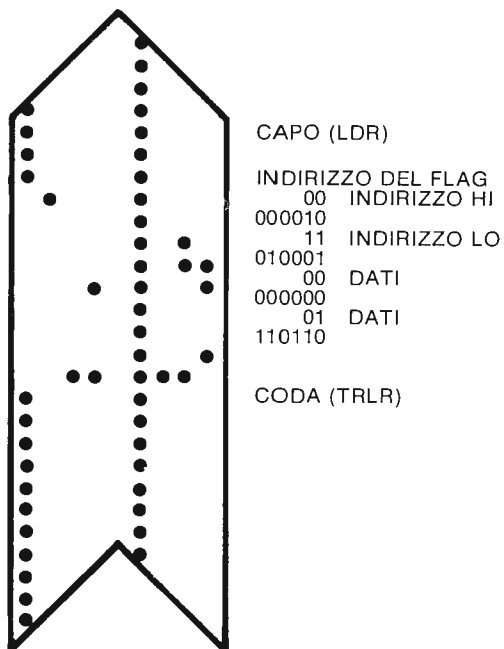 CAPO (LDR)
INDIRIZZO DEL FLAG
00 INDIRIZZO HI
000010
11 INDIRIZZO LO
010001
00 DATI
000000
01 DATI
110110
CODA (TRLR)